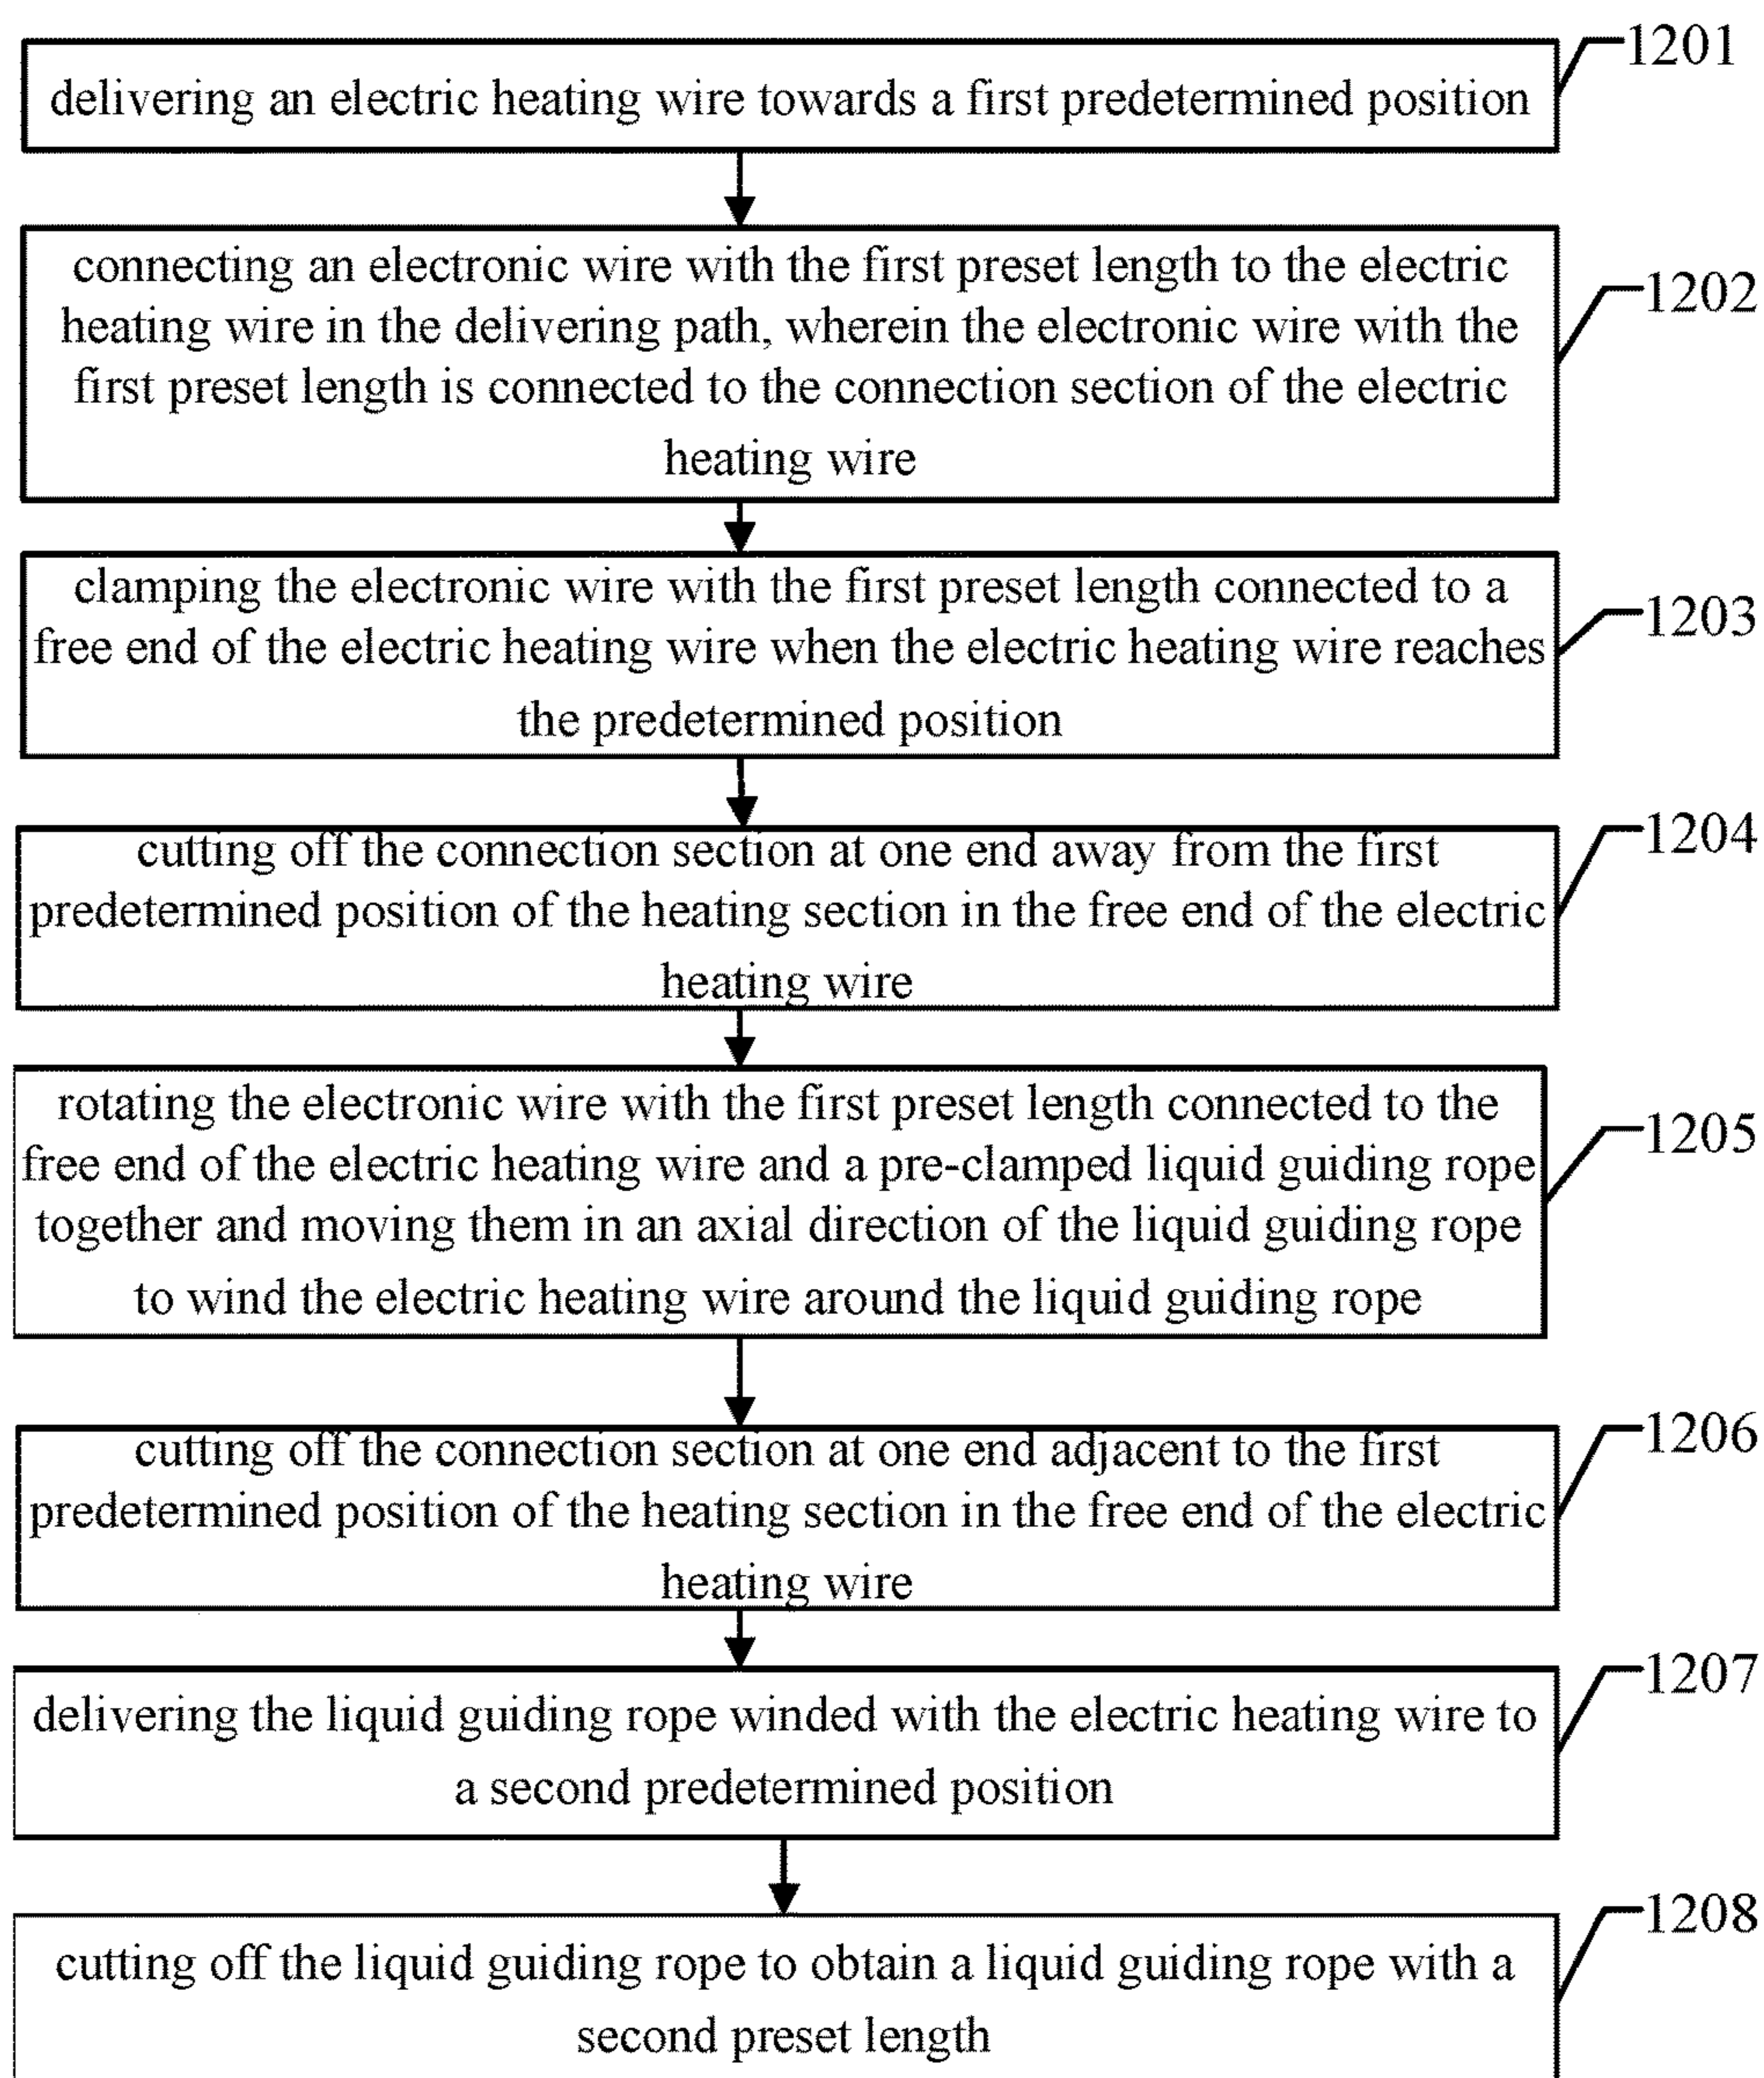 1201
delivering an electric heating wire towards a first predetermined position
connecting an electronic wire with the first preset length to the electric
heating wire in the delivering path, wherein the electronic wire with the
first preset length is connected to the connection section of the electric
heating wire
1202
clamping the electronic wire with the first preset length connected to a
free end of the electric heating wire when the electric heating wire reaches
the predetermined position
1203
cutting off the connection section at one end away from the first
predetermined position of the heating section in the free end of the electric
heating wire
1204
rotating the electronic wire with the first preset length connected to the
free end of the electric heating wire and a pre-clamped liquid guiding rope
together and moving them in an axial direction of the liquid guiding rope
to wind the electric heating wire around the liquid guiding rope
1205
cutting off the connection section at one end adjacent to the first
predetermined position of the heating section in the free end of the electric
heating wire
1206
delivering the liquid guiding rope winded with the electric heating wire to
a second predetermined position
1207
cutting off the liquid guiding rope to obtain a liquid guiding rope with a
second preset length
1208